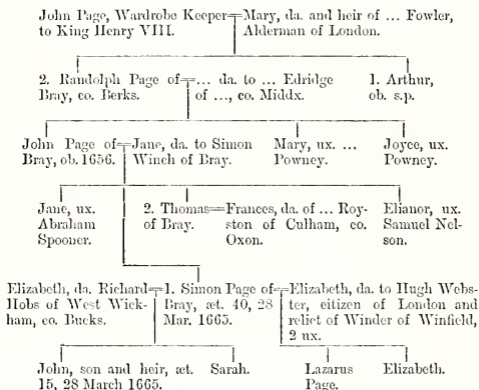 John Page, Wardrobe Keeper Mary, da. and heir of ... Fowler,
to King Henry VIII. Alderman of London.
2. Randolph Page of ... da. to ... Edridge 1. Arthur,
Bray, co. Berks. of ..., co. Middx. ob. s.p.
John Page of Jane, da. to Simon Mary, ux. ... Joyce, ux.
Bray, ob. 1656. Winch of Bray. Powney. Powney.
Jane, ux. 2. Thomas Frances, da. of ... Roy- Elianor, ux.
Abraham of Bray. ston of Culham, co. Samuel Nel-
Spooner. Oxon. son.
Elizabeth, da. Richard 1. Simon Page of Elizabeth, da. to Hugh Webs-
Hobs of West Wick- Bray, æt. 40, 28 ter, citizen of London and
ham, co. Bucks. Mar. 1665. relict of Winder of Winfield,
2 ux.
John, son and heir, æt. Sarah. Lazarus Elizabeth.
15, 28 March 1665. Page.